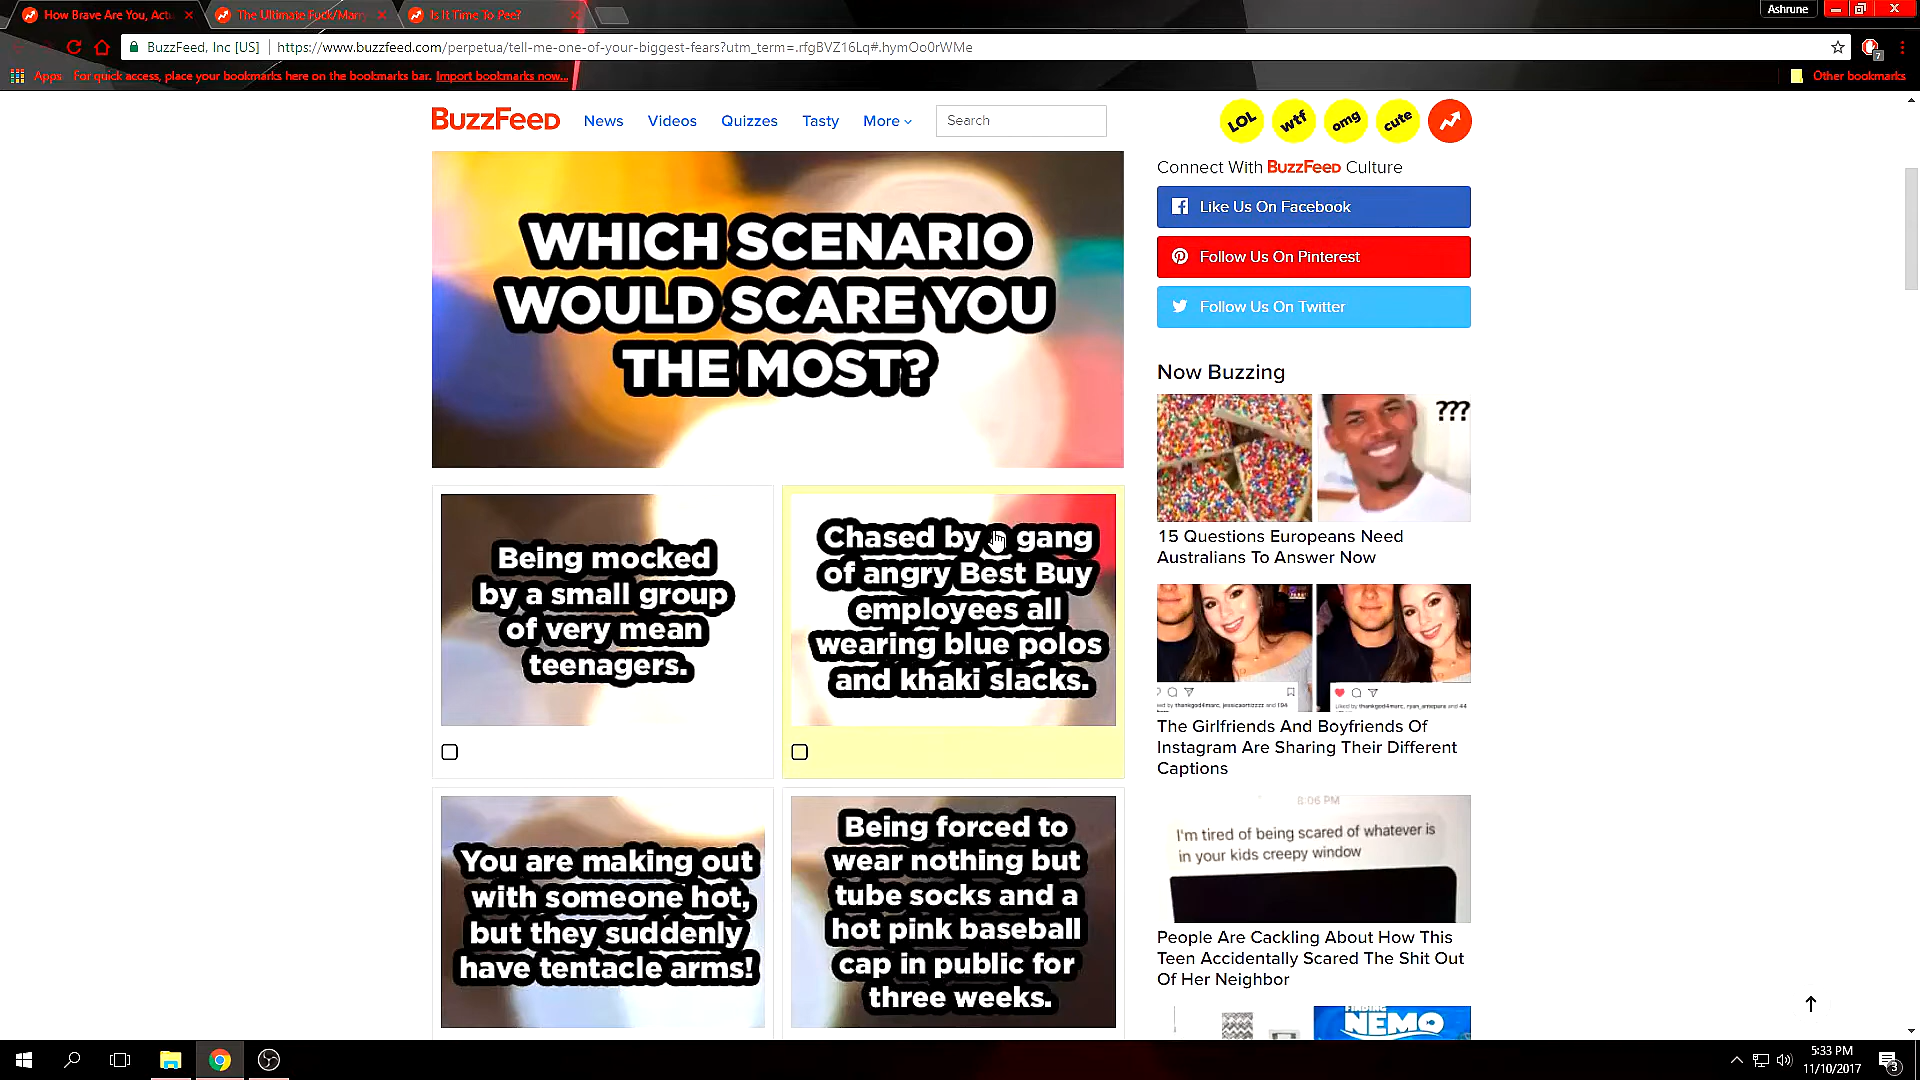 How Brave Are You, Actu
The Ultimate Fuck/Marry
Is It Time To Pee?
Ashrune
BuzzFeed, Inc [US]
https://www.buzzfeed.com/perpetua/tell-me-one-of-your-biggest-fears?utm_term=.rfgBVZ16Lq#.hymOo0rWMe
7
Apps
For quick access, place your bookmarks here on the bookmarks bar. Import bookmarks now...
Other bookmarks
BuzzFeed
News
Videos
Quizzes
Tasty
More
Search
LOL
wtf
omg
cute
WHICH SCENARIO
WOULD SCARE YOU
THE MOST?
Being mocked
by a small group
of very mean
teenagers.
Chased by gang
of angry Best Buy
employees all
wearing blue polos
and khaki slacks.
You are making out
with someone hot,
but they suddenly
have tentacle arms!
Being forced to
wear nothing but
tube socks and a
hot pink baseball
cap in public for
three weeks.
Connect With BuzzFeed Culture
Like Us On Facebook
Follow Us On Pinterest
Follow Us On Twitter
Now Buzzing
???
15 Questions Europeans Need
Australians To Answer Now
The Girlfriends And Boyfriends Of
Instagram Are Sharing Their Different
Captions
8:06 PM
I'm tired of being scared of whatever is
in your kids creepy window
People Are Cackling About How This
Teen Accidentally Scared The Shit Out
Of Her Neighbor
FINDING
NEMO
5:33 PM
11/10/2017
3